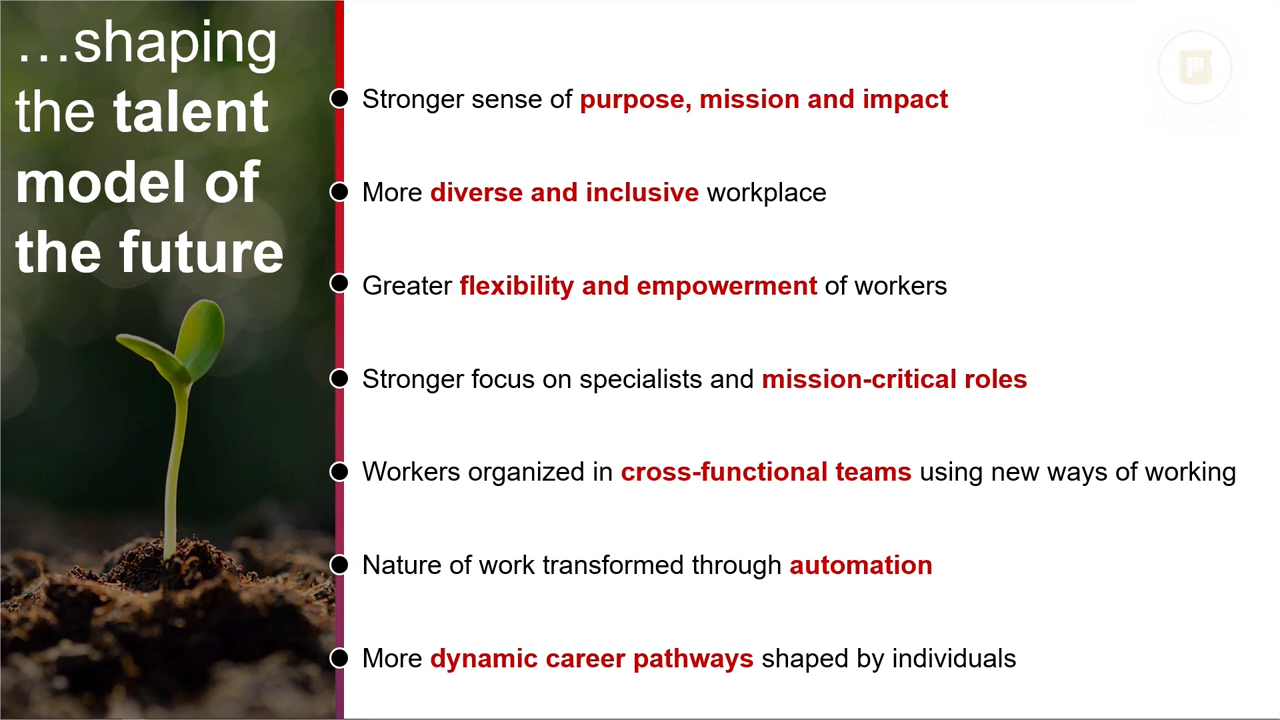 …shaping
the talent
model of
the future
Stronger sense of purpose, mission and impact
More diverse and inclusive workplace
Greater flexibility and empowerment of workers
Stronger focus on specialists and mission-critical roles
Workers organized in cross-functional teams using new ways of working
Nature of work transformed through automation
More dynamic career pathways shaped by individuals